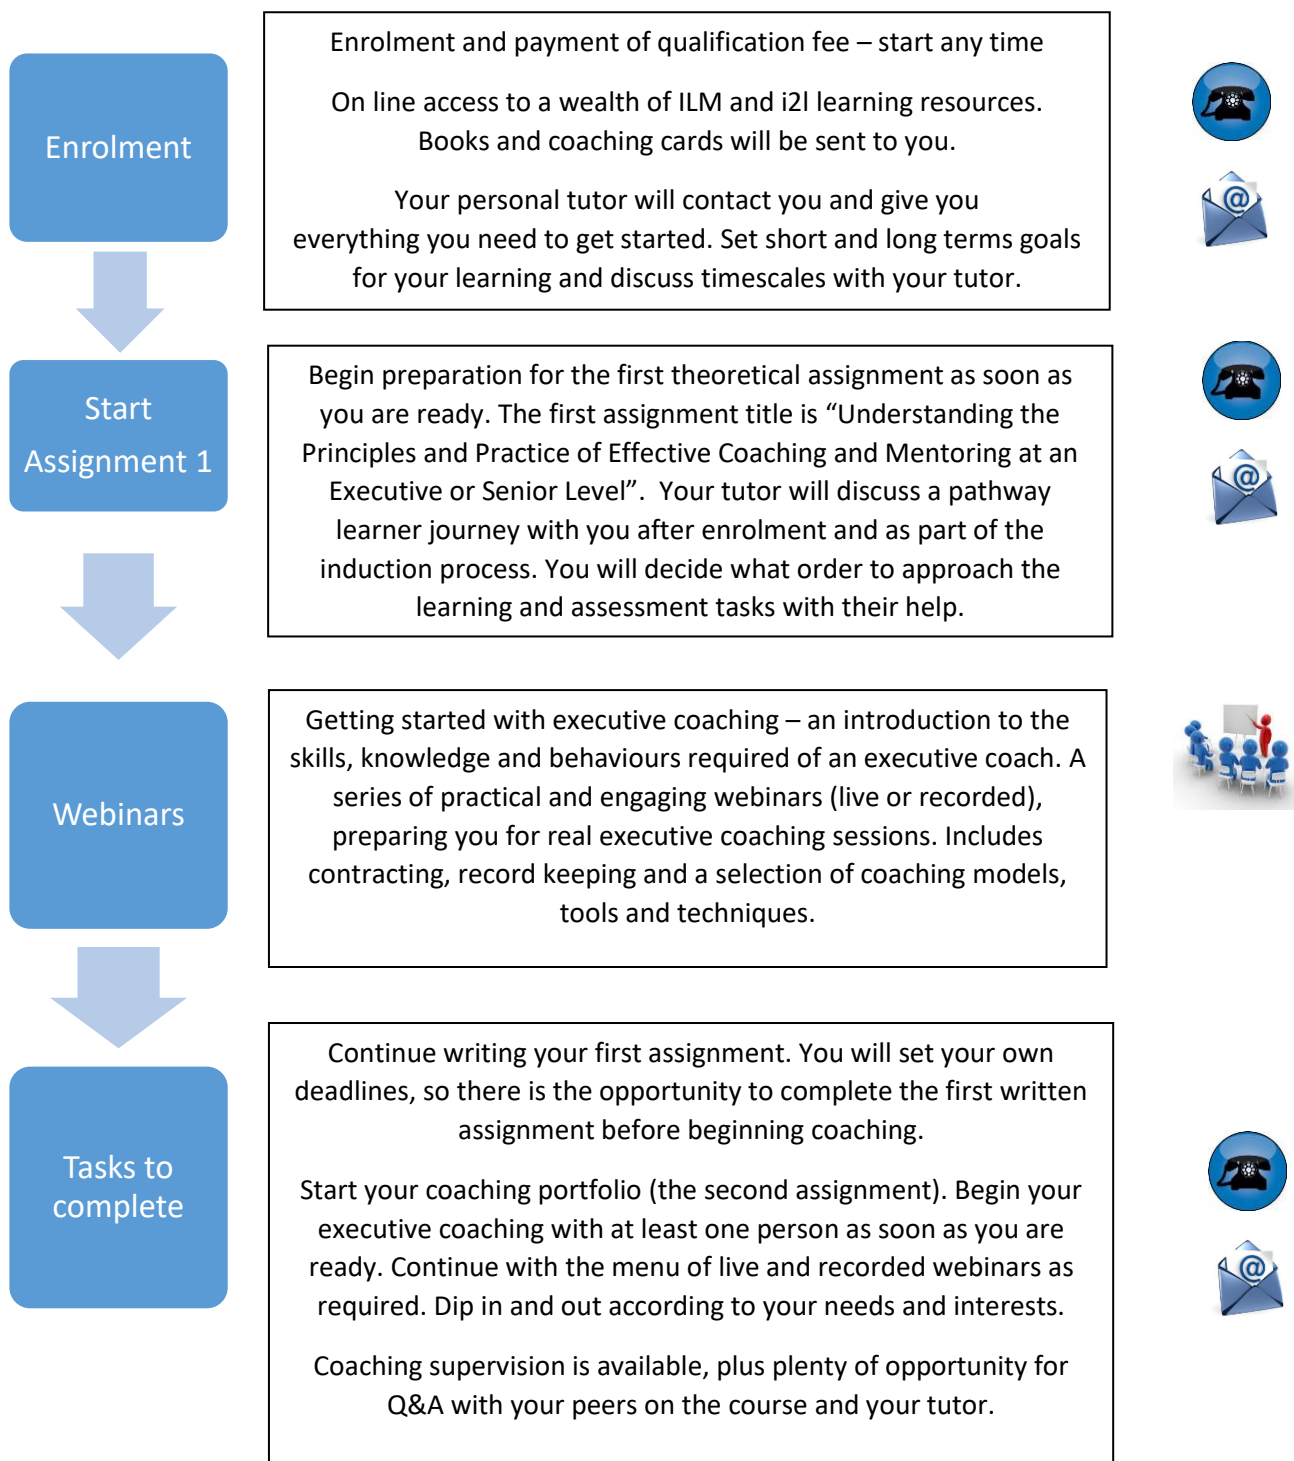 Enrolment
Enrolment and payment of qualification fee – start any time
On line access to a wealth of ILM and i2l learning resources.
Books and coaching cards will be sent to you.
Your personal tutor will contact you and give you
everything you need to get started. Set short and long terms goals
for your learning and discuss timescales with your tutor.
Start
Assignment 1
Begin preparation for the first theoretical assignment as soon as
you are ready. The first assignment title is “Understanding the
Principles and Practice of Effective Coaching and Mentoring at an
Executive or Senior Level”.  Your tutor will discuss a pathway
learner journey with you after enrolment and as part of the
induction process. You will decide what order to approach the
learning and assessment tasks with their help.
Webinars
Getting started with executive coaching – an introduction to the
skills, knowledge and behaviours required of an executive coach. A
series of practical and engaging webinars (live or recorded),
preparing you for real executive coaching sessions. Includes
contracting, record keeping and a selection of coaching models,
tools and techniques.
Tasks to
complete
Continue writing your first assignment. You will set your own
deadlines, so there is the opportunity to complete the first written
assignment before beginning coaching.
Start your coaching portfolio (the second assignment). Begin your
executive coaching with at least one person as soon as you are
ready. Continue with the menu of live and recorded webinars as
required. Dip in and out according to your needs and interests.
Coaching supervision is available, plus plenty of opportunity for
Q&A with your peers on the course and your tutor.